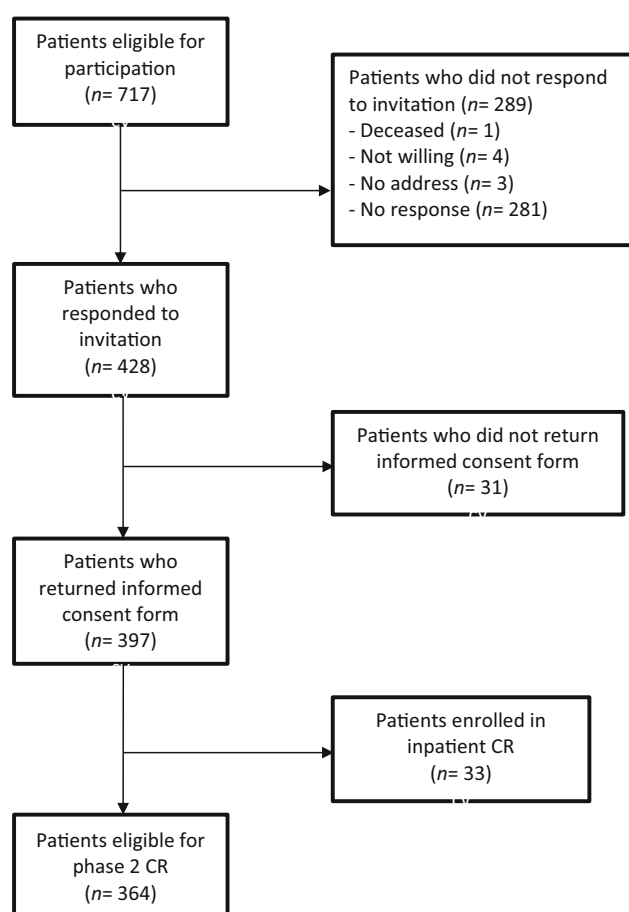 Patients eligible for
participation
(n= 717)
Patients who did not respond
to invitation (n= 289)
- Deceased (n= 1)
- Not willing (n= 4)
- No address (n= 3)
- No response (n= 281)
Patients who
responded to
invitation
(n= 428)
Patients who did not return
informed consent form
(n= 31)
Patients who
returned informed
consent form
(n= 397)
Patients enrolled in
inpatient CR
(n= 33)
Patients eligible for
phase 2 CR
(n= 364)